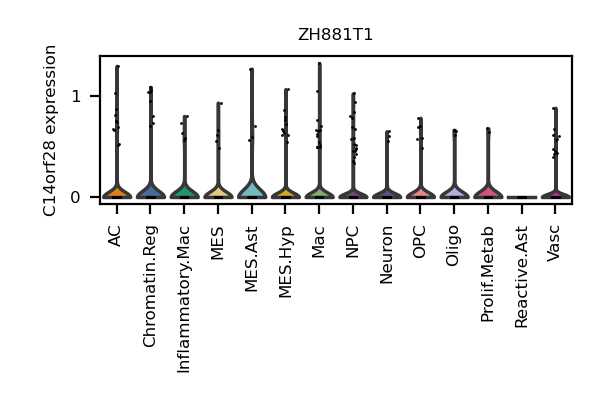 ZH881T1
C14orf28 expression
1
0
AC
Chromatin.Reg
Inflammatory.Mac
MES
MES.Ast
MES.Hyp
Mac
NPC
Neuron
OPC
Oligo
Prolif.Metab
Reactive.Ast
Vasc